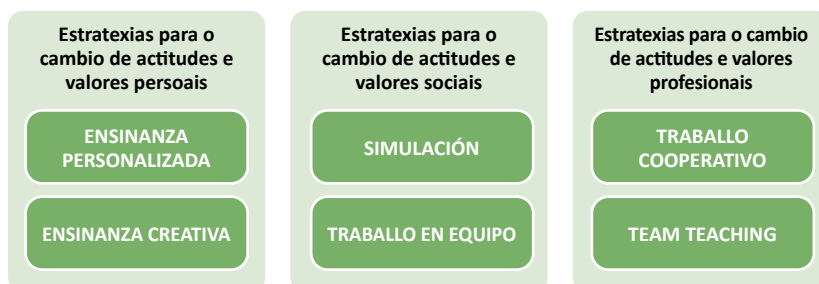 Estratexias para o
cambio de actitudes e
valores persoais
ENSINANZA
PERSONALIZADA
ENSINANZA CREATIVA
Estratexias para o
cambio de actitudes e
valores sociais
SIMULACIÓN
TRABALLO EN EQUIPO
Estratexias para o cambio
de actitudes e valores
profesionais
TRABALLO
COOPERATIVO
TEAM TEACHING